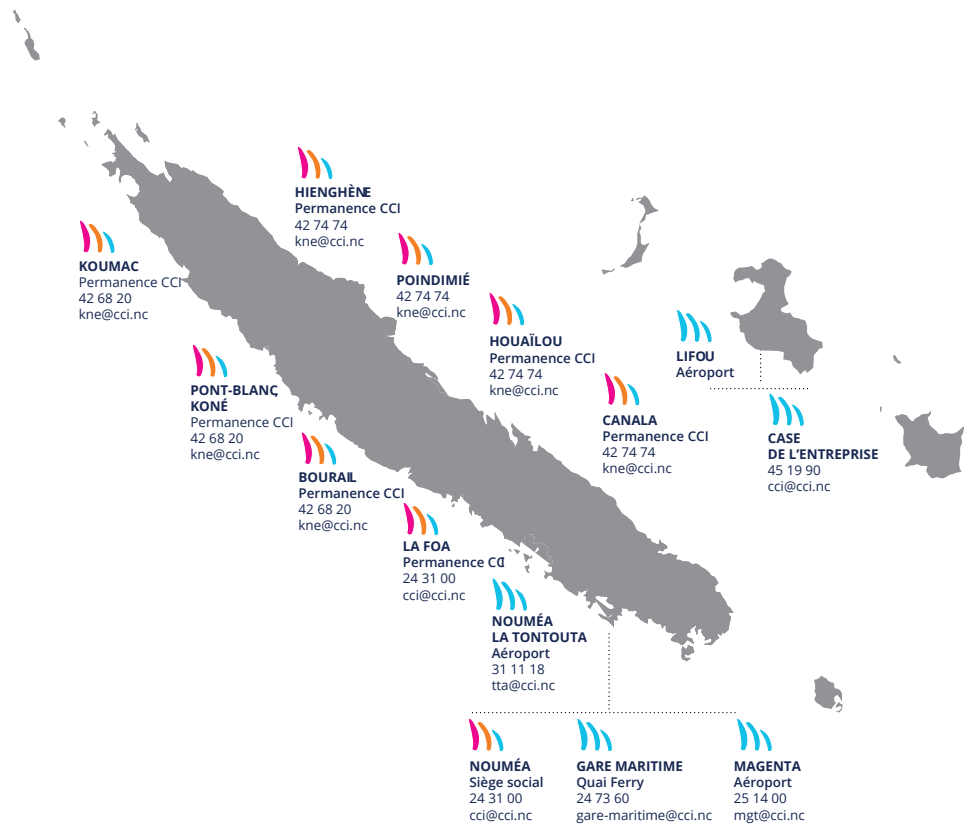 HIENGHÈNE
Permanence CCI
42 74 74
kne@cci.nc
KOUMAC
Permanence CCI
42 68 20
kne@cci.nc
POINDIMIÉ
42 74 74
kne@cci.nc
HOUAÏLOU
Permanence CCI
42 74 74
kne@cci.nc
LIFOU
Aéroport
PONT-BLANC,
KONÉ
Permanence CCI
42 68 20
kne@cci.nc
CANALA
Permanence CCI
42 74 74
kne@cci.nc
CASE
DE L’ENTREPRISE
45 19 90
cci@cci.nc
BOURAIL
Permanence CCI
42 68 20
kne@cci.nc
LA FOA
Permanence CCI
24 31 00
cci@cci.nc
NOUMÉA
LA TONTOUTA
Aéroport
31 11 18
tta@cci.nc
NOUMÉA
Siège social
24 31 00
cci@cci.nc
GARE MARITIME
Quai Ferry
24 73 60
gare-maritime@cci.nc
MAGENTA
Aéroport
25 14 00
mgt@cci.nc